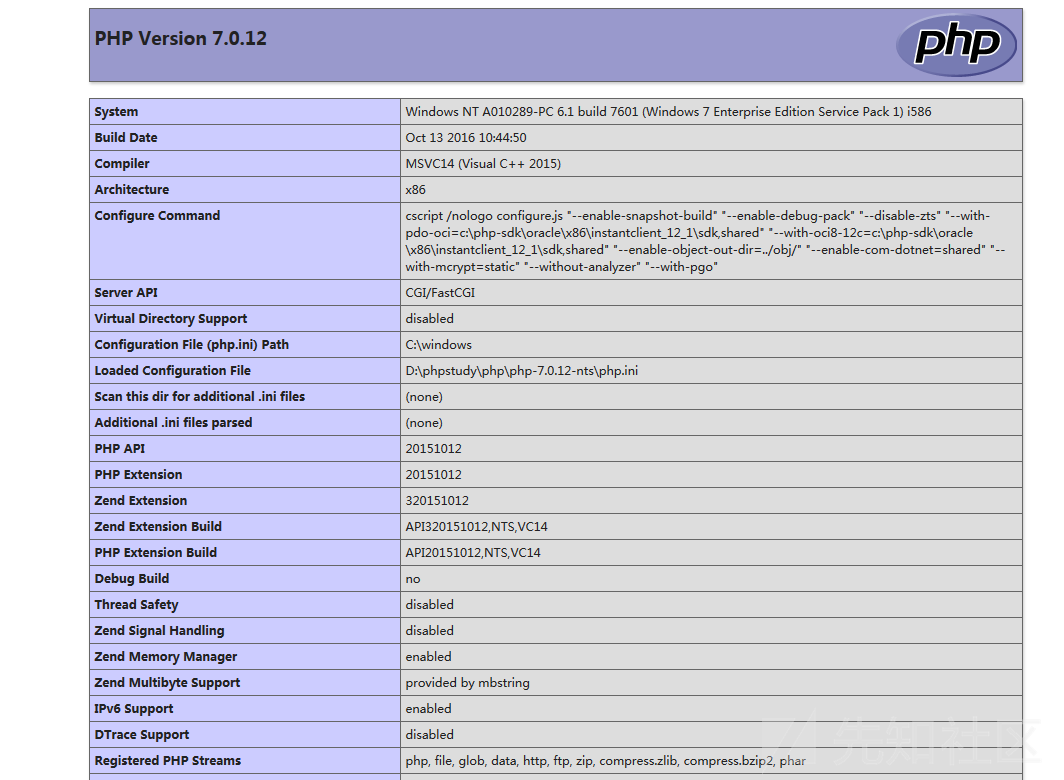 PHP Version 7.0.12
php
System Windows NT A010289-PC 6.1 build 7601 (Windows 7 Enterprise Edition Service Pack 1) i586
Build Date Oct 13 2016 10:44:50
Compiler MSVC14 (Visual C++ 2015)
Architecture x86
Configure Command cscript /nologo configure.js "--enable-snapshot-build" "--enable-debug-pack" "--disable-zts" "--with-
pdo-oci=c:\php-sdk\oracle\x86\instantclient_12_1\sdk,shared" "--with-oci8-12c=c:\php-sdk\oracle
\x86\instantclient_12_1\sdk,shared" "--enable-object-out-dir=../obj/" "--enable-com-dotnet=shared" "--
with-mcrypt=static" "--without-analyzer" "--with-pgo"
Server API CGI/FastCGI
Virtual Directory Support disabled
Configuration File (php.ini) Path C:\windows
Loaded Configuration File D:\phpstudy\php\php-7.0.12-nts\php.ini
Scan this dir for additional .ini files (none)
Additional .ini files parsed (none)
PHP API 20151012
PHP Extension 20151012
Zend Extension 320151012
Zend Extension Build API320151012,NTS,VC14
PHP Extension Build API20151012,NTS,VC14
Debug Build no
Thread Safety disabled
Zend Signal Handling disabled
Zend Memory Manager enabled
Zend Multibyte Support provided by mbstring
IPv6 Support enabled
DTrace Support disabled
Registered PHP Streams php, file, glob, data, http, ftp, zip, compress.zlib, compress.bzip2, phar
先知社区